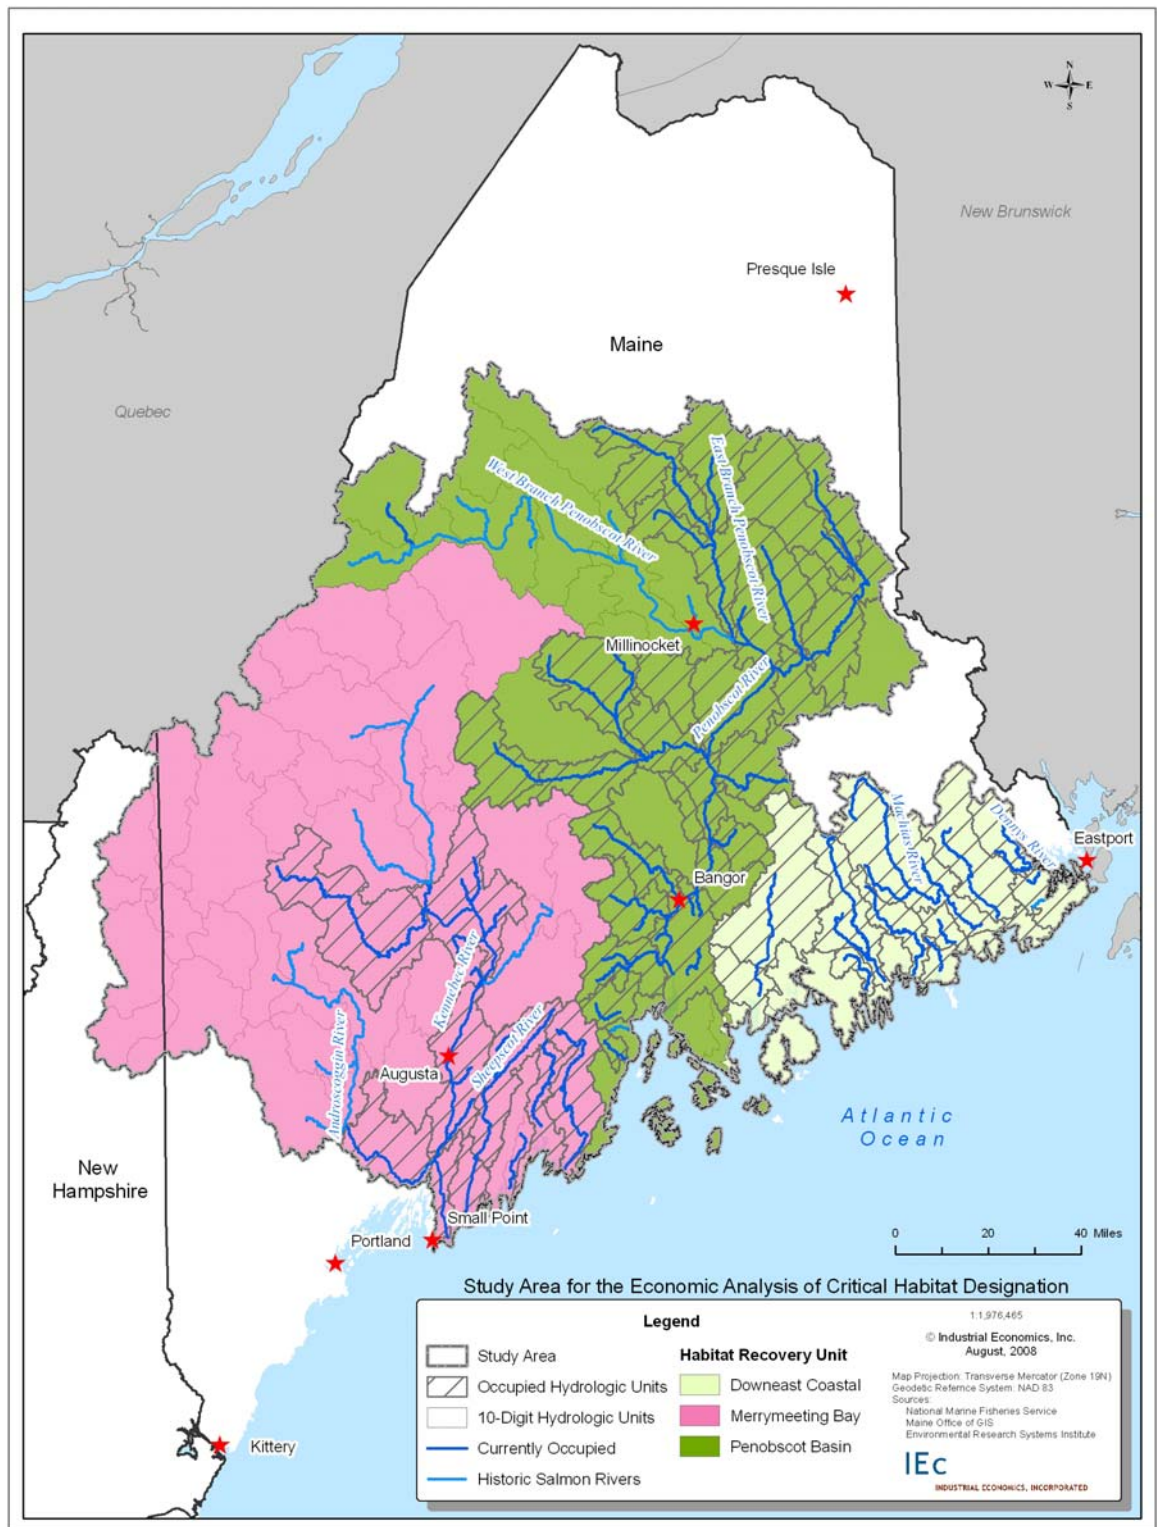 N
W E
S
New Brunswick
Presque Isle
Maine
Quebec
West Branch Penobscot River
East Branch Penobscot River
Millinocket
Penobscot River
Machias River
Dennys River
Eastport
Bangor
Kennebec River
Sheepscot River
Androscoggin River
Augusta
Atlantic
Ocean
New
Hampshire
Small Point
Portland
0 20 40 Miles
Study Area for the Economic Analysis of Critical Habitat Designation
Legend
Study Area
Occupied Hydrologic Units
10-Digit Hydrologic Units
Currently Occupied
Historic Salmon Rivers
Habitat Recovery Unit
Downeast Coastal
Merrymeeting Bay
Penobscot Basin
1:1,976,465
© Industrial Economics, Inc.
August, 2008
Map Projection: Transverse Mercator (Zone 19N)
Geodetic Refernce System: NAD 83
Sources:
National Marine Fisheries Service
Maine Office of GIS
Environmental Research Systems Institute
IEc
INDUSTRIAL ECONOMICS, INCORPORATED
Kittery